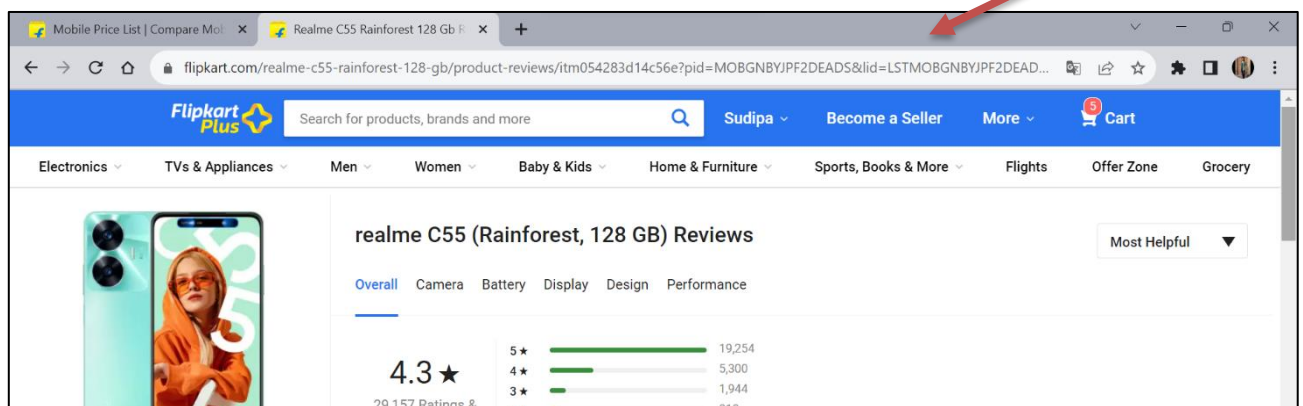 Mobile Price List | Compare Mob
Realme C55 Rainforest 128 Gb R
flipkart.com/realme-c55-rainforest-128-gb/product-reviews/itm054283d14c56e?pid=MOBGNBYJPF2DEADS&lid=LSTMOBGNBYJPF2DEAD...
Flipkart
Plus
Search for products, brands and more
Sudipa
Become a Seller
More
5
Cart
Electronics
TVs & Appliances
Men
Women
Baby & Kids
Home & Furniture
Sports, Books & More
Flights
Offer Zone
Grocery
realme C55 (Rainforest, 128 GB) Reviews
Most Helpful
Overall Camera Battery Display Design Performance
4.3★
29,157 Ratings &
5★ 19,254
4★ 5,300
3★ 1,944